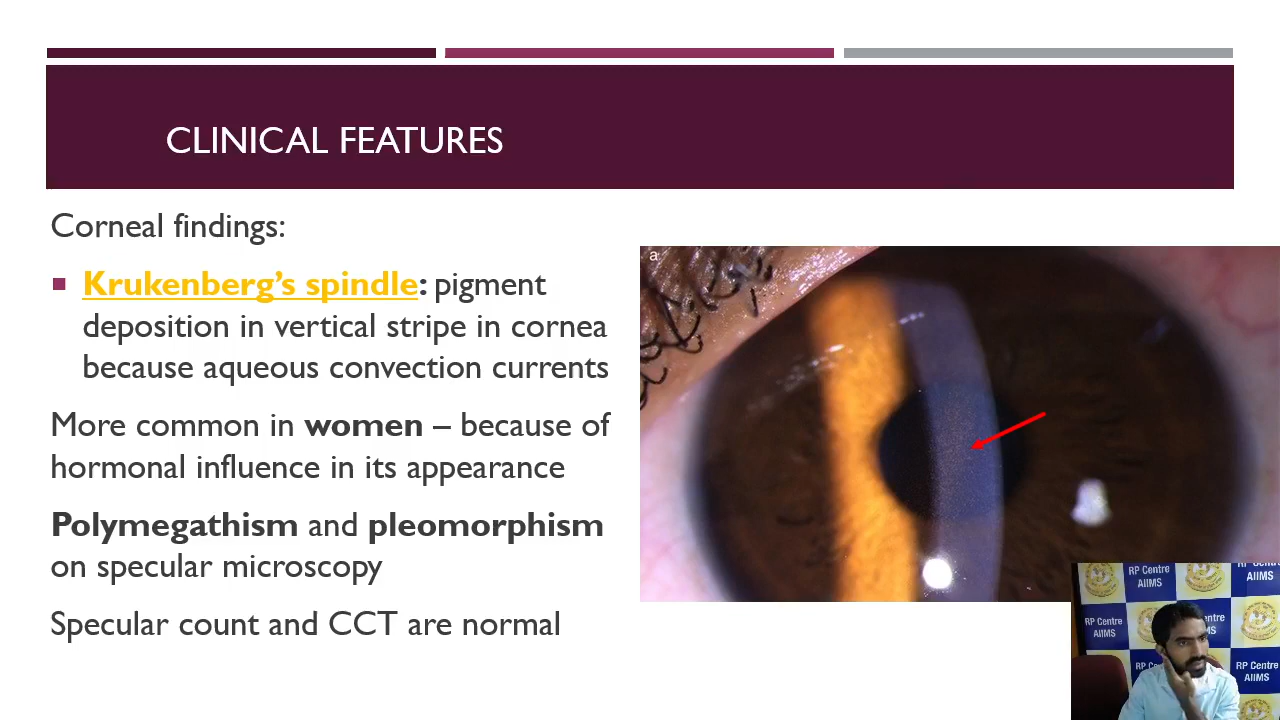 CLINICAL FEATURES
Corneal findings:
Krukenberg's spindle: pigment
deposition in vertical stripe in cornea
because aqueous convection currents
More common in women – because of
hormonal influence in its appearance
Polymegathism and pleomorphism
on specular microscopy
Specular count and CCT are normal
a
RP Centre
AIIMS
RP Centre
AIIMS
RP Centre
AIIMS
entre
MS
RP Centre
AIIMS